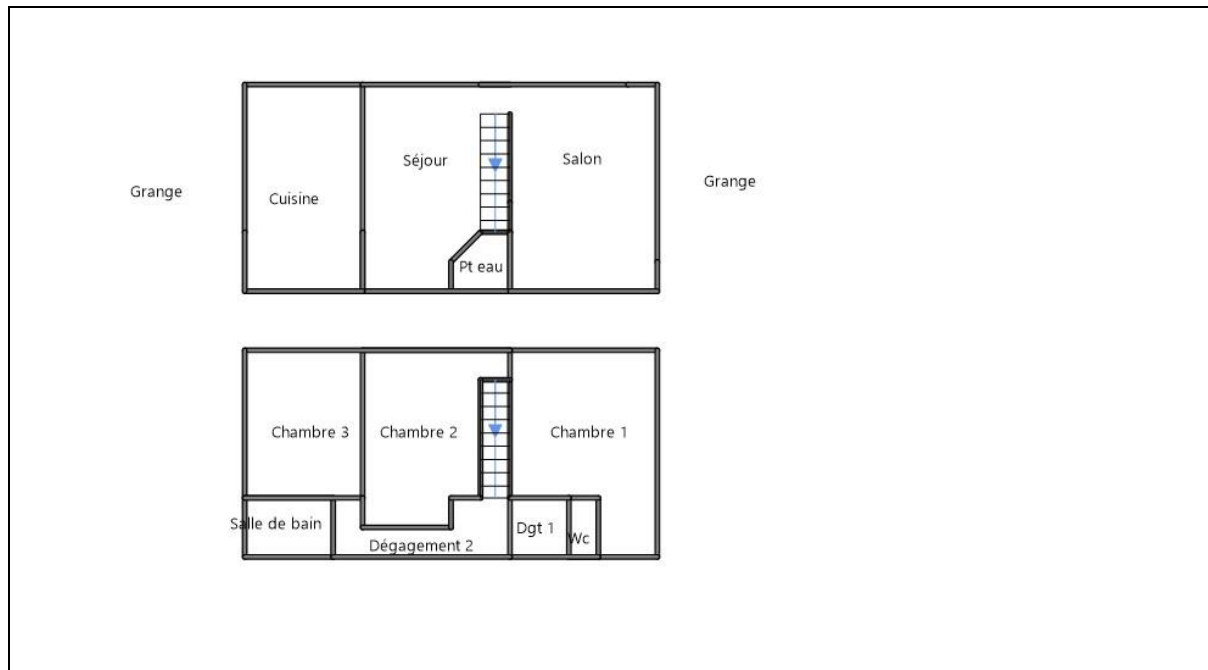 Séjour
Salon
Grange
Grange
Cuisine
Pt eau
Chambre 3
Chambre 2
Chambre 1
Salle de bain
Dgt 1
Wc
Dégagement 2